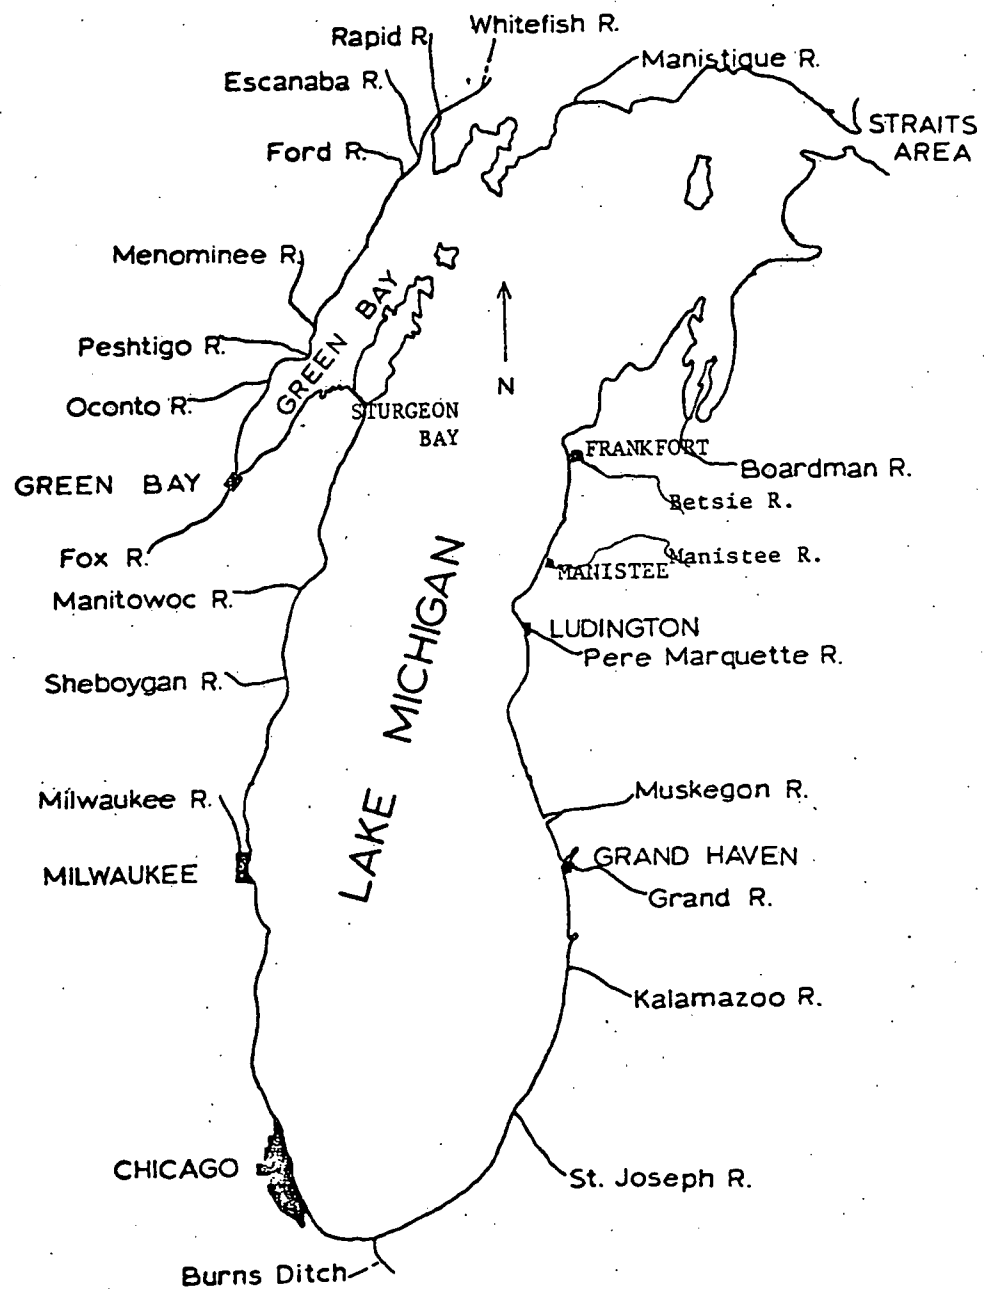 Whitefish R.
Rapid R.
Manistique R.
Escanaba R.
STRAITS
AREA
Ford R.
Menominee R.
GREEN BAY
Peshtigo R.
N
Oconto R.
STURGEON
BAY
FRANKFORT
Boardman R.
GREEN BAY
Betsie R.
Fox R.
Manistee R.
MANISTEE
Manitowoc R.
LUDINGTON
Pere Marquette R.
LAKE MICHIGAN
Sheboygan R.
Muskegon R.
Milwaukee R.
GRAND HAVEN
MILWAUKEE
Grand R.
Kalamazoo R.
CHICAGO
St. Joseph R.
Burns Ditch